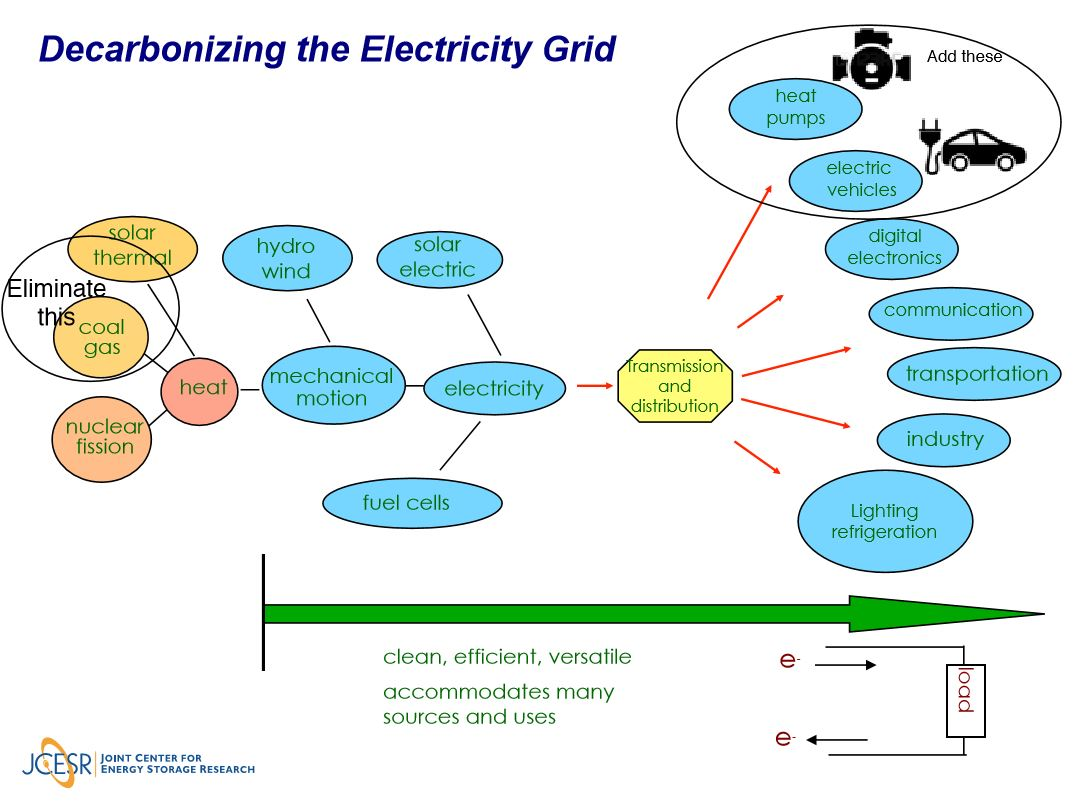 Decarbonizing the Electricity Grid
Add these
heat
pumps
electric
vehicles
digital
electronics
communication
transportation
industry
Lighting
refrigeration
solar
thermal
Eliminate
this
coal
gas
nuclear
fission
heat
hydro
wind
mechanical
motion
solar
electric
electricity
fuel cells
Transmission
and
distribution
clean, efficient, versatile
accommodates many
sources and uses
e-
e-
load
JCESR
JOINT CENTER FOR
ENERGY STORAGE RESEARCH